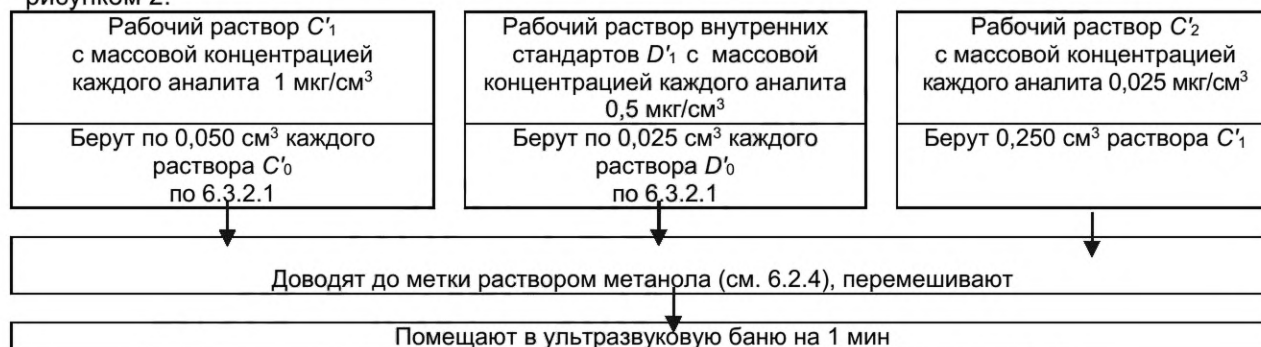 рисунком 2.
Рабочий раствор C′1
с массовой концентрацией
каждого аналита 1 мкг/см3
Берут по 0,050 см3 каждого
раствора C′0
по 6.3.2.1
Рабочий раствор внутренних
стандартов D′1 с массовой
концентрацией каждого аналита
0,5 мкг/см3
Берут по 0,025 см3 каждого
раствора D′0
по 6.3.2.1
Рабочий раствор C′2
с массовой концентрацией
каждого аналита 0,025 мкг/см3
Берут 0,250 см3 раствора C′1
Доводят до метки раствором метанола (см. 6.2.4), перемешивают
Помещают в ультразвуковую баню на 1 мин